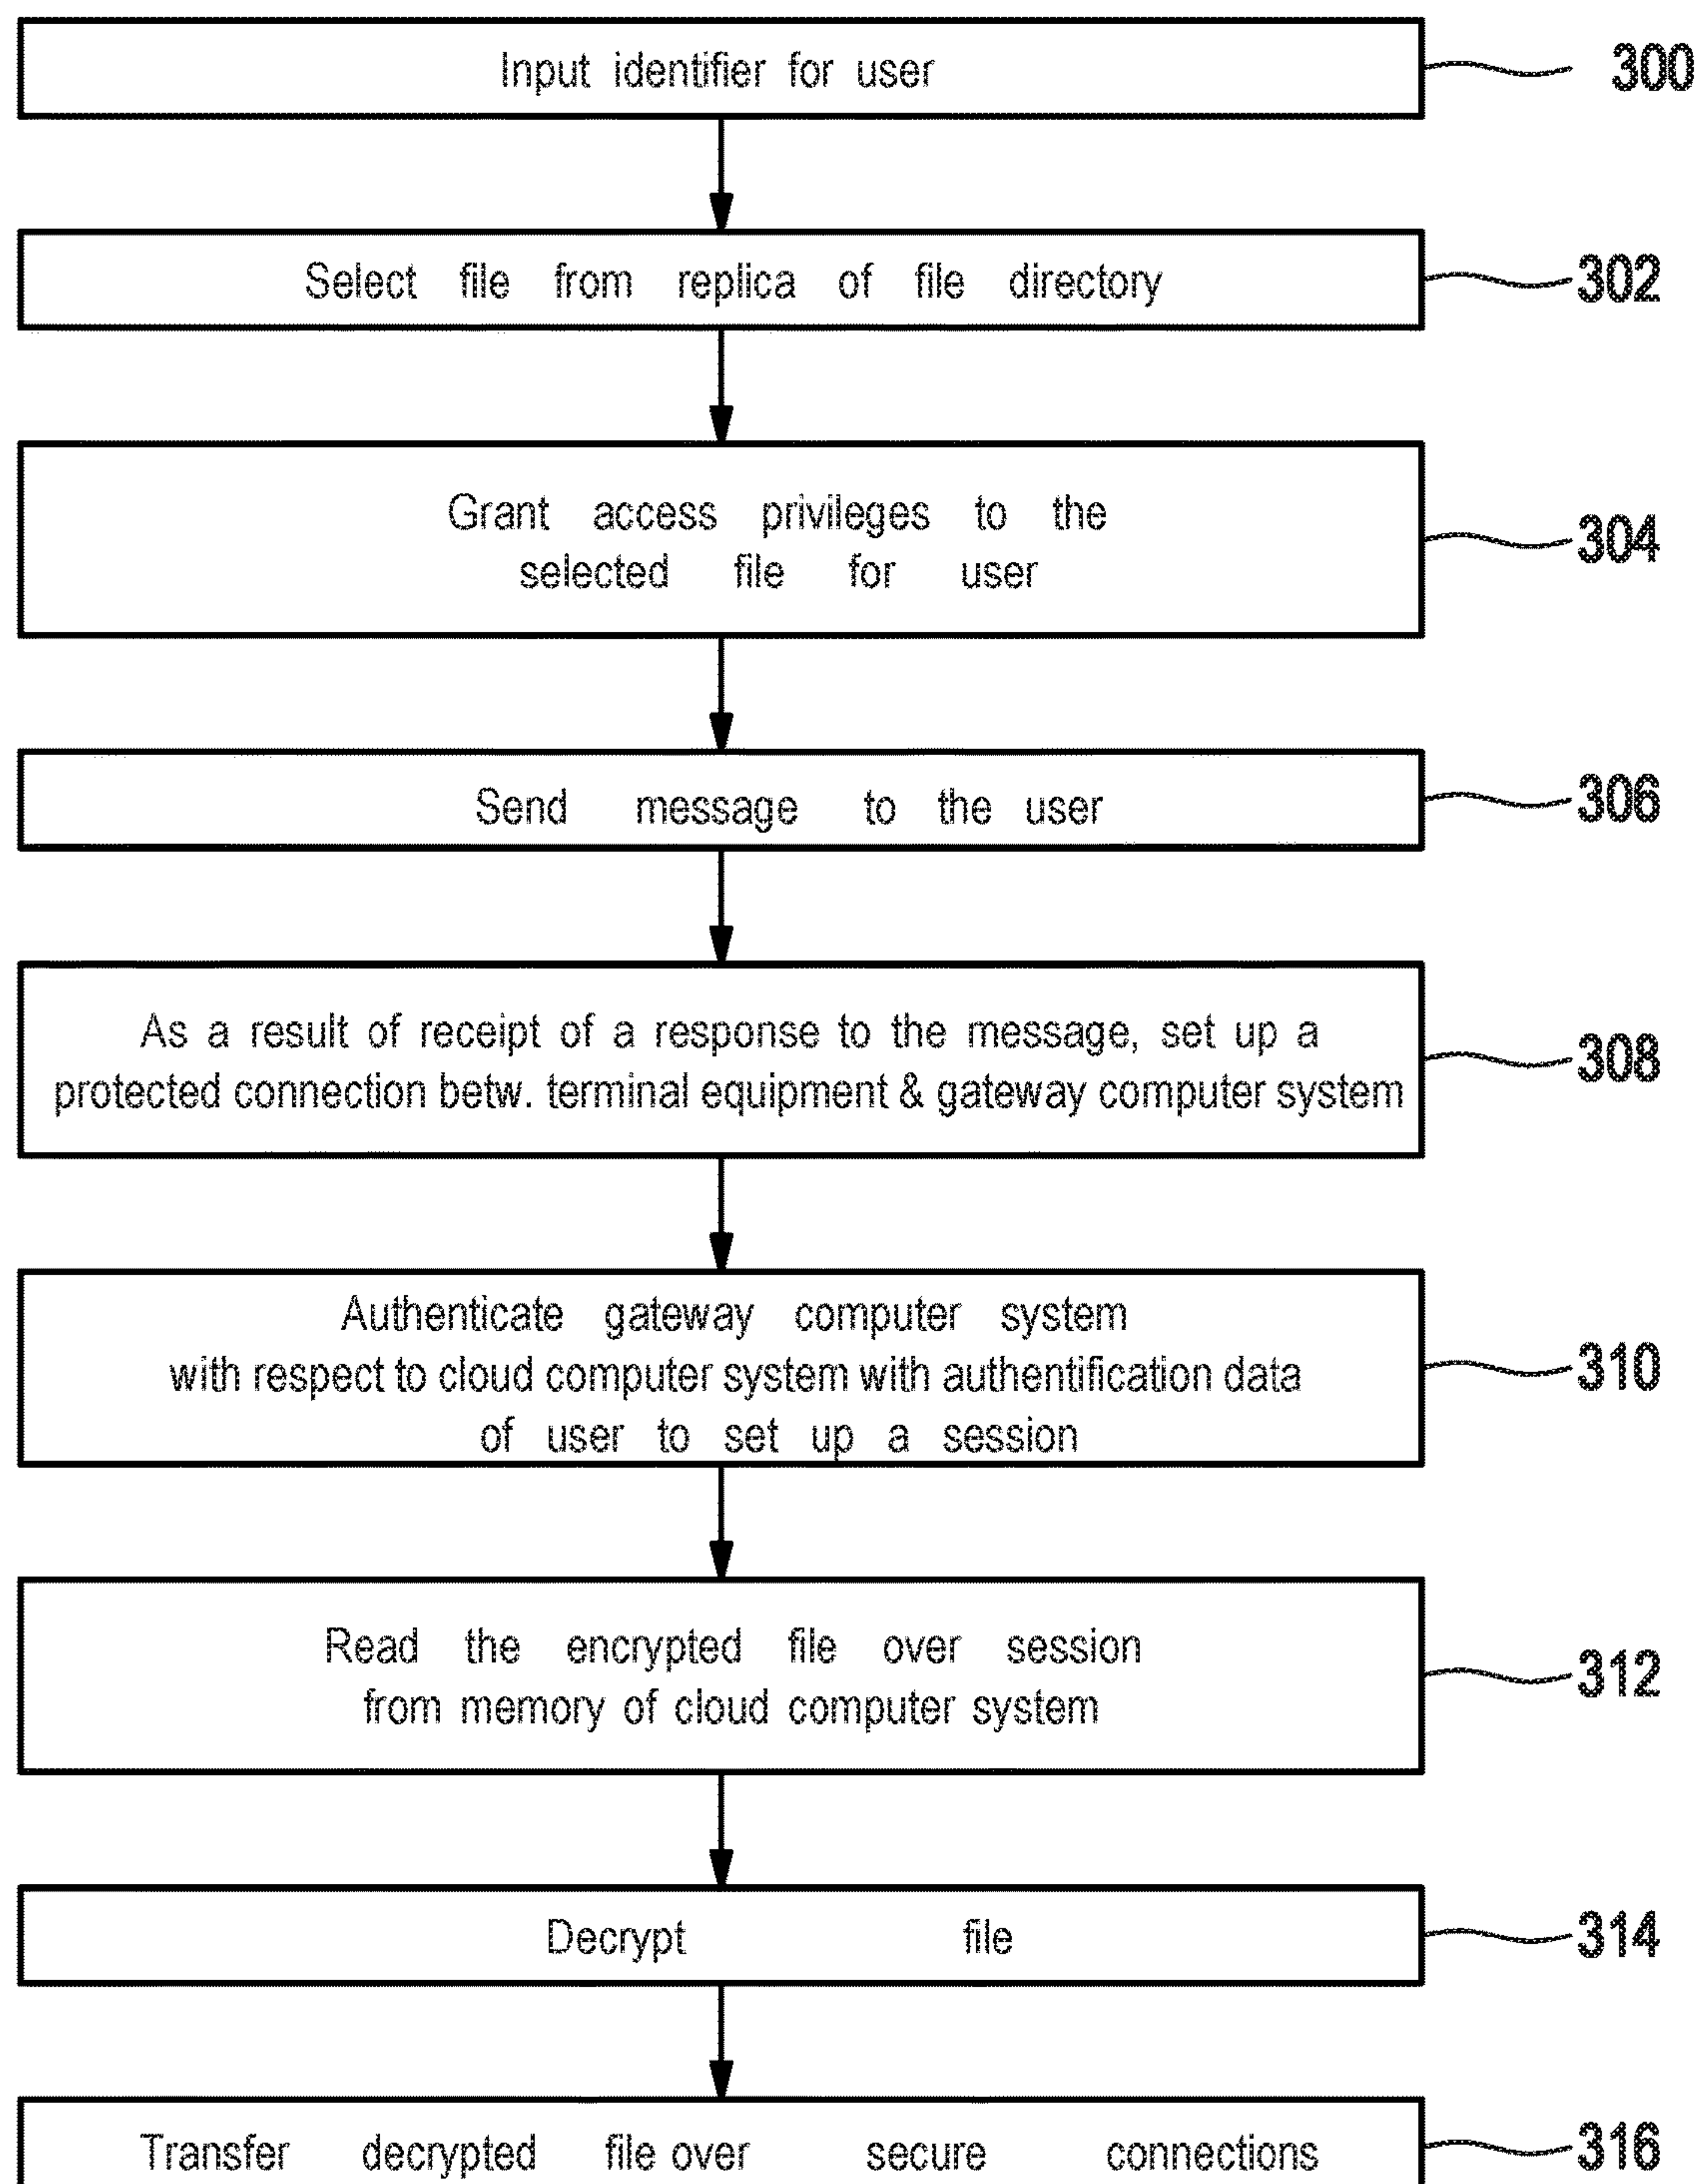 Input identifier for user 300
Select file from replica of file directory 302
Grant access privileges to the
selected file for user
304
Send message to the user 306
As a result of receipt of a response to the message, set up a
protected connection betw. terminal equipment & gateway computer system
308
Authenticate gateway computer system
with respect to cloud computer system with authentification data
of user to set up a session
310
Read the encrypted file over session
from memory of cloud computer system
312
Decrypt file 314
Transfer decrypted file over secure connections 316